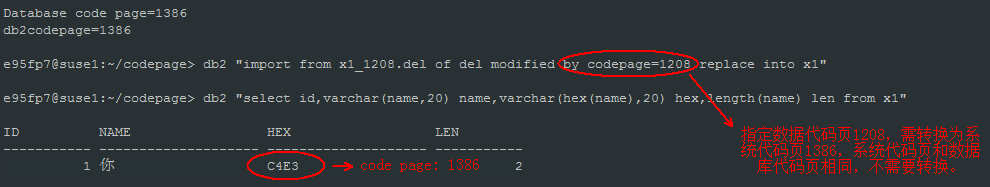 Database code page=1386
db2codepage=1386
e95fp7@suse1:~/codepage> db2 "import from x1_1208.del of del modified by codepage=1208 replace into x1"
e95fp7@suse1:~/codepage> db2 "select id,varchar(name,20) name,varchar(hex(name),20) hex,length(name) len from x1"
ID NAME HEX LEN
----------- -------------------- -------------------- -----------
1 你 C4E3 2
code page: 1386
指定数据代码页1208，需转换为系
统代码页1386，系统代码页和数据
库代码页相同，不需要转换。